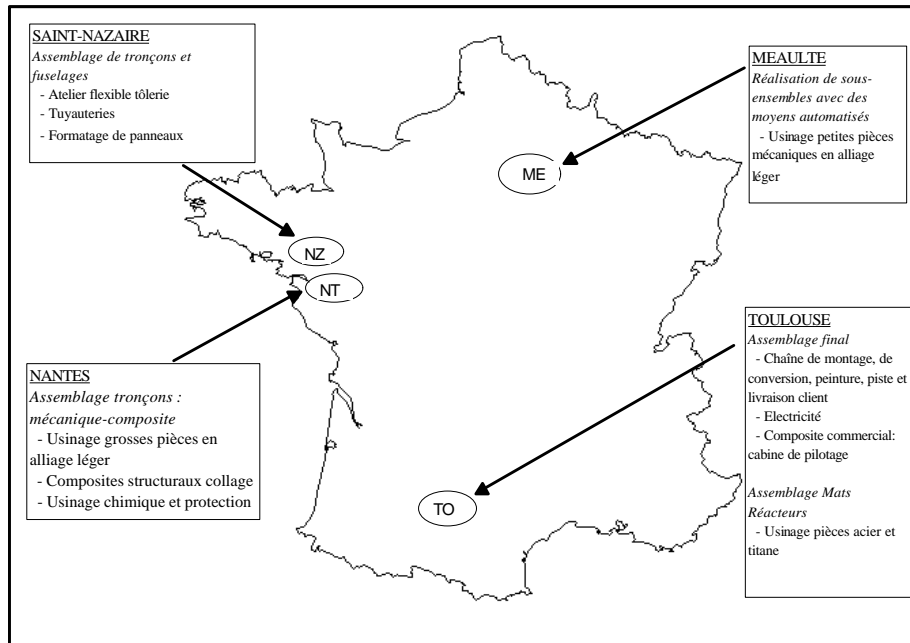 SAINT-NAZAIRE
Assemblage de tronçons et
fuselages
- Atelier flexible tôlerie
- Tuyauteries
- Formatage de panneaux
MEAULTE
Réalisation de sous-
ensembles avec des
moyens automatisés
- Usinage petites pièces
mécaniques en alliage
léger
ME
NZ
NT
NANTES
Assemblage tronçons :
mécanique-composite
- Usinage grosses pièces en
alliage léger
- Composites structuraux collage
- Usinage chimique et protection
TOULOUSE
Assemblage final
- Chaîne de montage, de
conversion, peinture, piste et
livraison client
- Electricité
- Composite commercial:
cabine de pilotage
Assemblage Mats
Réacteurs
- Usinage pièces acier et
titane
TO